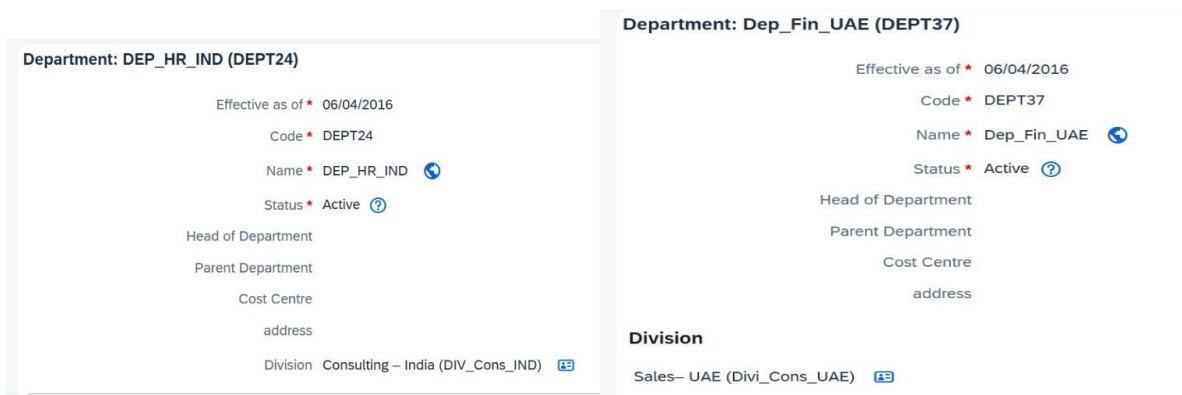 Department: DEP_HR_IND (DEPT24)
Effective as of * 06/04/2016
Code * DEPT24
Name * DEP_HR_IND
Status * Active ?
Head of Department
Parent Department
Cost Centre
address
Division Consulting – India (DIV_Cons_IND)
Department: Dep_Fin_UAE (DEPT37)
Effective as of * 06/04/2016
Code * DEPT37
Name * Dep_Fin_UAE
Status * Active ?
Head of Department
Parent Department
Cost Centre
address
Division
Sales– UAE (Divi_Cons_UAE)